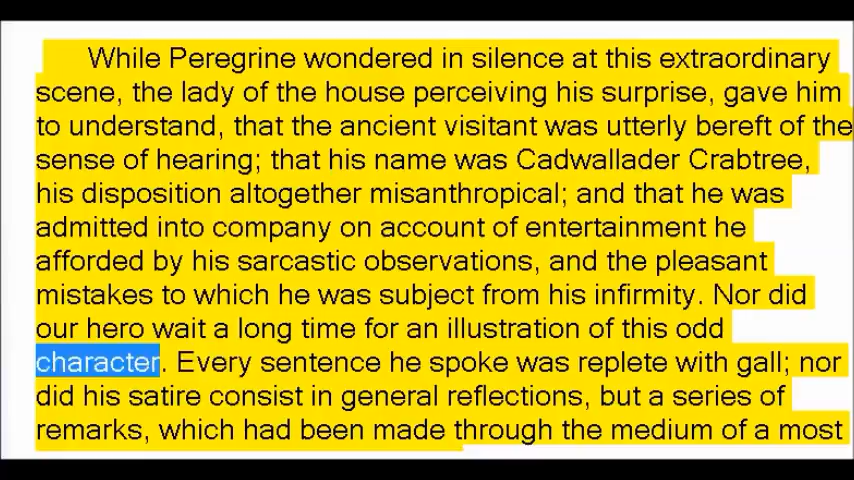 While Peregrine wondered in silence at this extraordinary
scene, the lady of the house perceiving his surprise, gave him
to understand, that the ancient visitant was utterly bereft of the
sense of hearing; that his name was Cadwallader Crabtree,
his disposition altogether misanthropical; and that he was
admitted into company on account of entertainment he
afforded by his sarcastic observations, and the pleasant
mistakes to which he was subject from his infirmity. Nor did
our hero wait a long time for an illustration of this odd
character. Every sentence he spoke was replete with gall; nor
did his satire consist in general reflections, but a series of
remarks, which had been made through the medium of a most